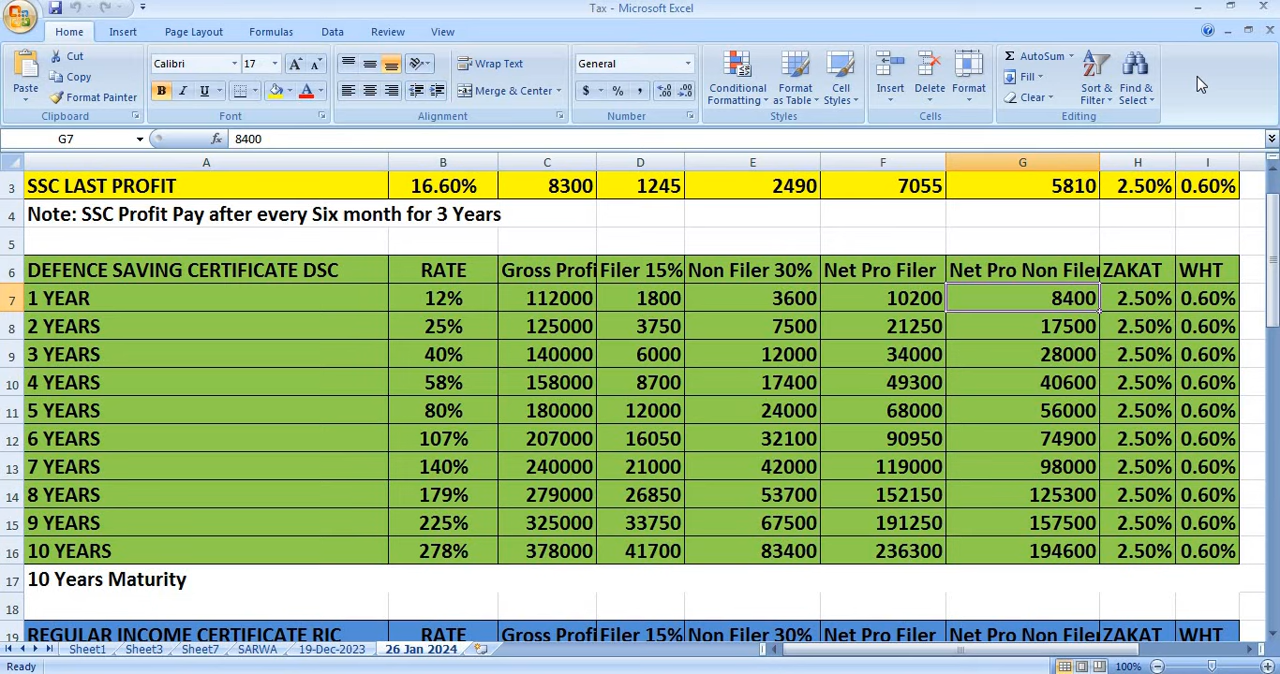 Tax - Microsoft Excel
Home Insert Page Layout Formulas Data Review View
Paste Cut Copy Format Painter Clipboard
Calibri 17 A A B I U A Font
Wrap Text Merge & Center Alignment
General $ % , .0 .00 .00 .0 Number
Conditional Formatting Format as Table Cell Styles Styles
Insert Delete Format Cells
Σ AutoSum Fill Clear Sort & Filter Find & Select Editing
G7 fx 8400
A B C D E F G H I
3 SSC LAST PROFIT 16.60% 8300 1245 2490 7055 5810 2.50% 0.60%
4 Note: SSC Profit Pay after every Six month for 3 Years
5
6 DEFENCE SAVING CERTIFICATE DSC RATE Gross Profi Filer 15% Non Filer 30% Net Pro Filer Net Pro Non Filer ZAKAT WHT
7 1 YEAR 12% 112000 1800 3600 10200 8400 2.50% 0.60%
8 2 YEARS 25% 125000 3750 7500 21250 17500 2.50% 0.60%
9 3 YEARS 40% 140000 6000 12000 34000 28000 2.50% 0.60%
10 4 YEARS 58% 158000 8700 17400 49300 40600 2.50% 0.60%
11 5 YEARS 80% 180000 12000 24000 68000 56000 2.50% 0.60%
12 6 YEARS 107% 207000 16050 32100 90950 74900 2.50% 0.60%
13 7 YEARS 140% 240000 21000 42000 119000 98000 2.50% 0.60%
14 8 YEARS 179% 279000 26850 53700 152150 125300 2.50% 0.60%
15 9 YEARS 225% 325000 33750 67500 191250 157500 2.50% 0.60%
16 10 YEARS 278% 378000 41700 83400 236300 194600 2.50% 0.60%
17 10 Years Maturity
18
19 REGULAR INCOME CERTIFICATE RIC RATE Gross Profi Filer 15% Non Filer 30% Net Pro Filer Net Pro Non Filer ZAKAT WHT
Sheet1 Sheet3 Sheet7 SARWA 19-Dec-2023 26 Jan 2024
Ready 100%